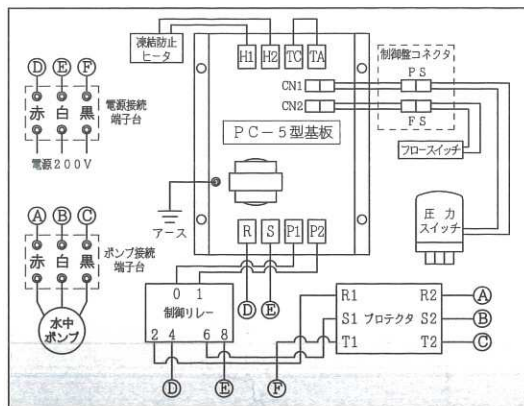 凍結防止
ヒータ
H1 H2 TC TA
制御盤コネクタ
PS
CN1
CN2
FS
フロースイッチ
PC-5型基板
アース
R S P1 P2
圧力
スイッチ
D E F
赤 白 黒
電源接続
端子台
電源200V
A B C
赤 白 黒
ポンプ接続
端子台
水中
ポンプ
0 1
制御リレー
2 4 6 8
D E
D E F
R1 R2 A
S1 プロテクタ S2 B
T1 T2 C